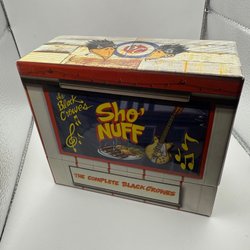 the
Black
Crowes
Sho'
NUFF
THE COMPLETE BLACK CROWES